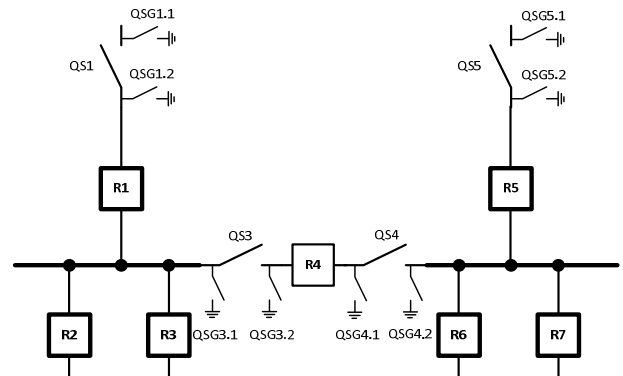 QSG1.1
QSG5.1
QS1
QS5
QSG1.2
QSG5.2
R1
R5
QS3
QS4
R4
R2
R3
QSG3.1
QSG3.2
QSG4.1
QSG4.2
R6
R7